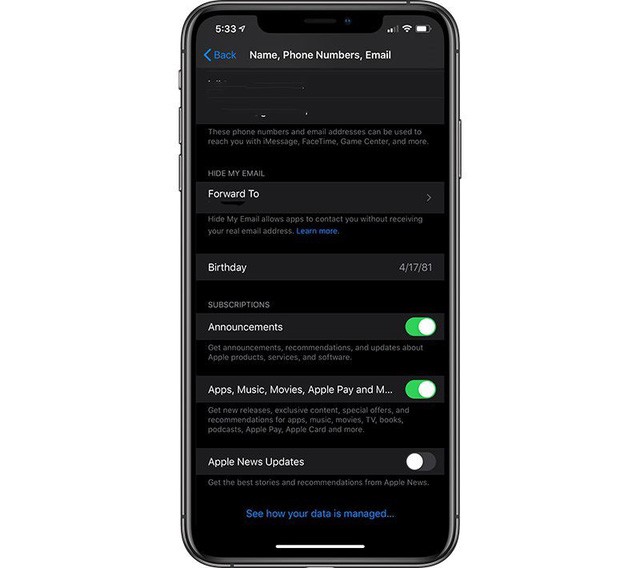 5:33
Back
Name, Phone Numbers, Email
These phone numbers and email addresses can be used to
reach you with iMessage, FaceTime, Game Center, and more.
HIDE MY EMAIL
Forward To
Hide My Email allows apps to contact you without receiving
your real email address. Learn more.
Birthday 4/17/81
SUBSCRIPTIONS
Announcements
Get announcements, recommendations, and updates about
Apple products, services, and software.
Apps, Music, Movies, Apple Pay and M...
Get new releases, exclusive content, special offers, and
recommendations for apps, music, movies, TV, books,
podcasts, Apple Pay, Apple Card and more.
Apple News Updates
Get the best stories and recommendations from Apple News.
See how your data is managed...